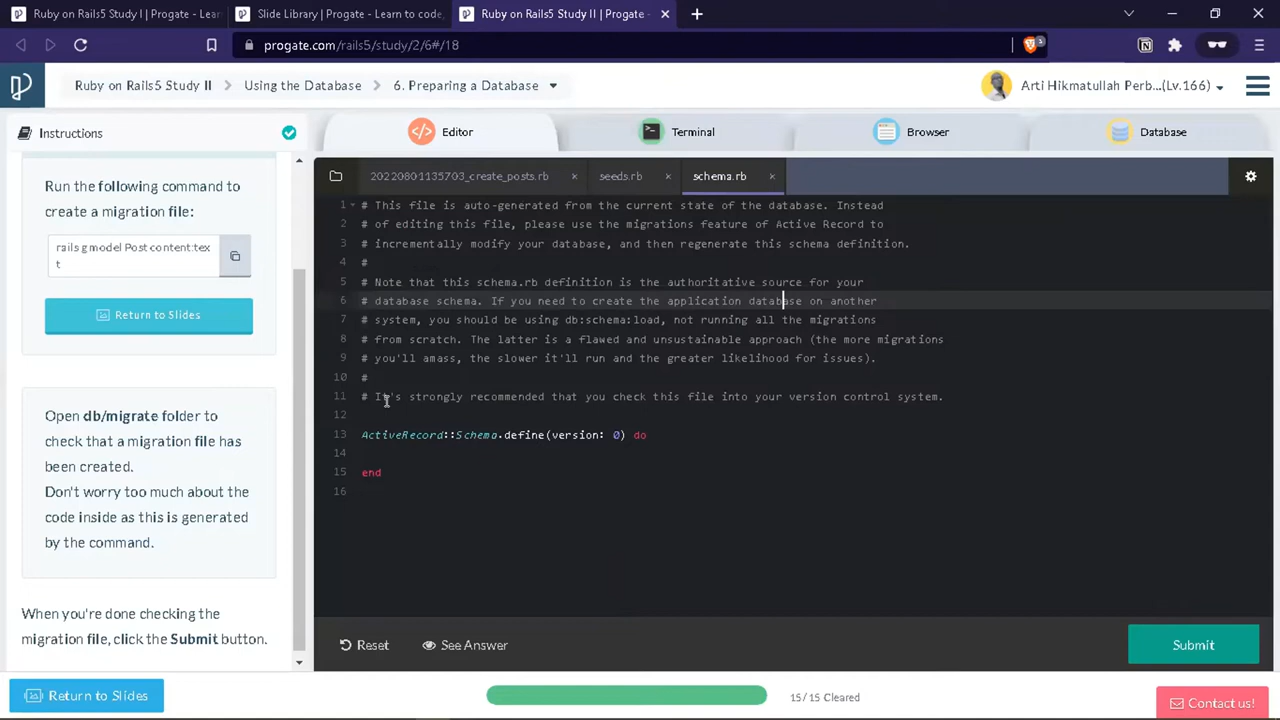 Ruby on Rails5 Study II | Progate - Lear
Slide Library | Progate - Learn to code
Ruby on Rails5 Study II | Progate -
progate.com/rails5/study/2/6#/18
3
Ruby on Rails5 Study II
Using the Database
6. Preparing a Database
Arti Hikmatullah Perb...(Lv.166)
Instructions
Editor
Terminal
Browser
Database
Run the following command to
create a migration file:
rails g model Post content:tex
t
Return to Slides
Open db/migrate folder to
check that a migration file has
been created.
Don't worry too much about the
code inside as this is generated
by the command.
When you're done checking the
migration file, click the Submit button.
20220801135703_create_posts.rb
seeds.rb
schema.rb
1 # This file is auto-generated from the current state of the database. Instead
2 # of editing this file, please use the migrations feature of Active Record to
3 # incrementally modify your database, and then regenerate this schema definition.
4 #
5 # Note that this schema.rb definition is the authoritative source for your
6 # database schema. If you need to create the application database on another
7 # system, you should be using db:schema:load, not running all the migrations
8 # from scratch. The latter is a flawed and unsustainable approach (the more migrations
9 # you'll amass, the slower it'll run and the greater likelihood for issues).
10 #
11 # It's strongly recommended that you check this file into your version control system.
12
13 ActiveRecord::Schema.define(version: 0) do
14
15 end
16
Reset
See Answer
Submit
Return to Slides
15/15 Cleared
Contact us!